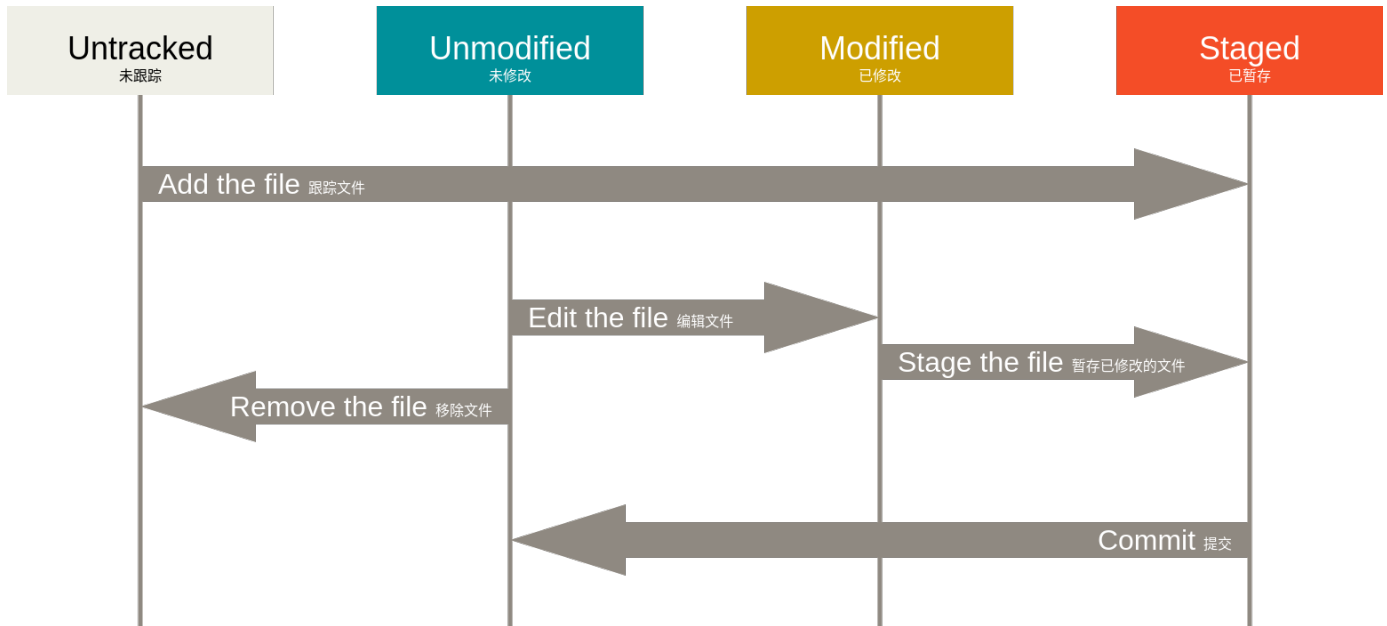 Untracked
未跟踪
Unmodified
未修改
Modified
已修改
Staged
已暂存
Add the file 跟踪文件
Edit the file 编辑文件
Stage the file 暂存已修改的文件
Remove the file 移除文件
Commit 提交